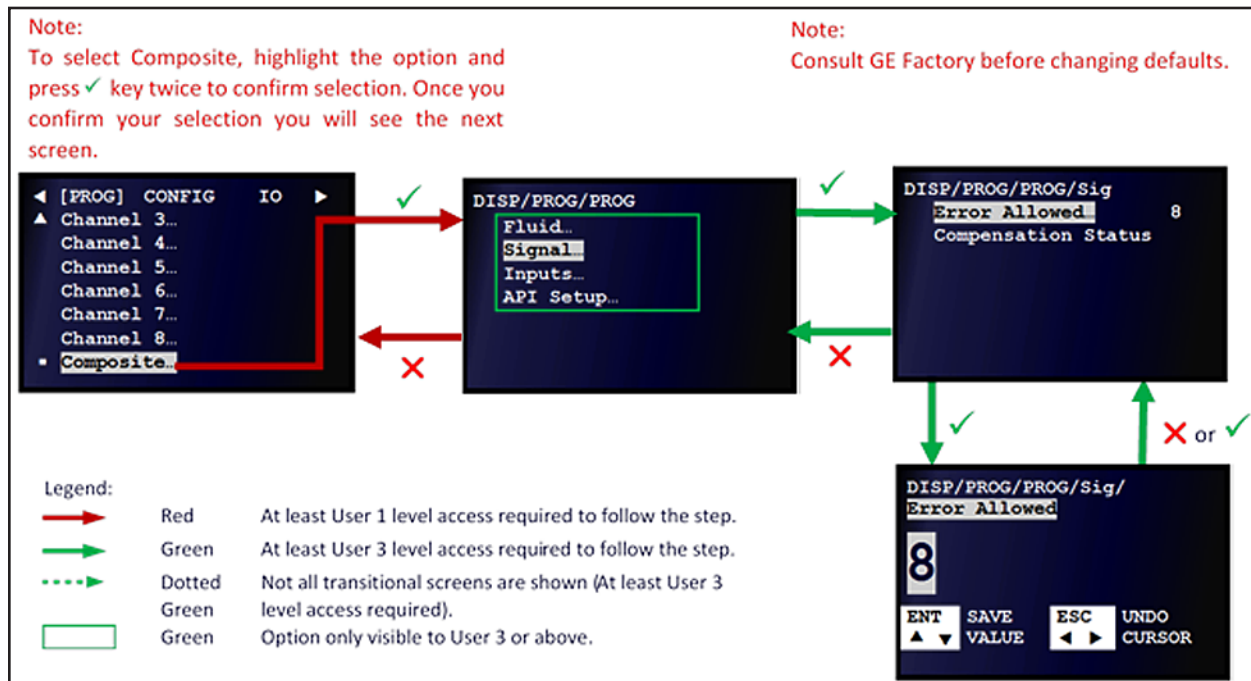 Note:
To select Composite, highlight the option and
press ✓ key twice to confirm selection. Once you
confirm your selection you will see the next
screen.
Note:
Consult GE Factory before changing defaults.
◀ [PROG] CONFIG IO ▶
▲ Channel 3…
Channel 4…
Channel 5…
Channel 6…
Channel 7…
Channel 8…
▪ Composite…
✓
✕
DISP/PROG/PROG
Fluid…
Signal…
Inputs…
API Setup…
✓
✕
DISP/PROG/PROG/Sig
Error Allowed… 8
Compensation Status
✓
✕ or ✓
DISP/PROG/PROG/Sig/
Error Allowed
8
ENT SAVE ESC UNDO
▲ ▼ VALUE ◀ ▶ CURSOR
Legend:
Red At least User 1 level access required to follow the step.
Green At least User 3 level access required to follow the step.
Dotted Not all transitional screens are shown (At least User 3
Green level access required).
Green Option only visible to User 3 or above.